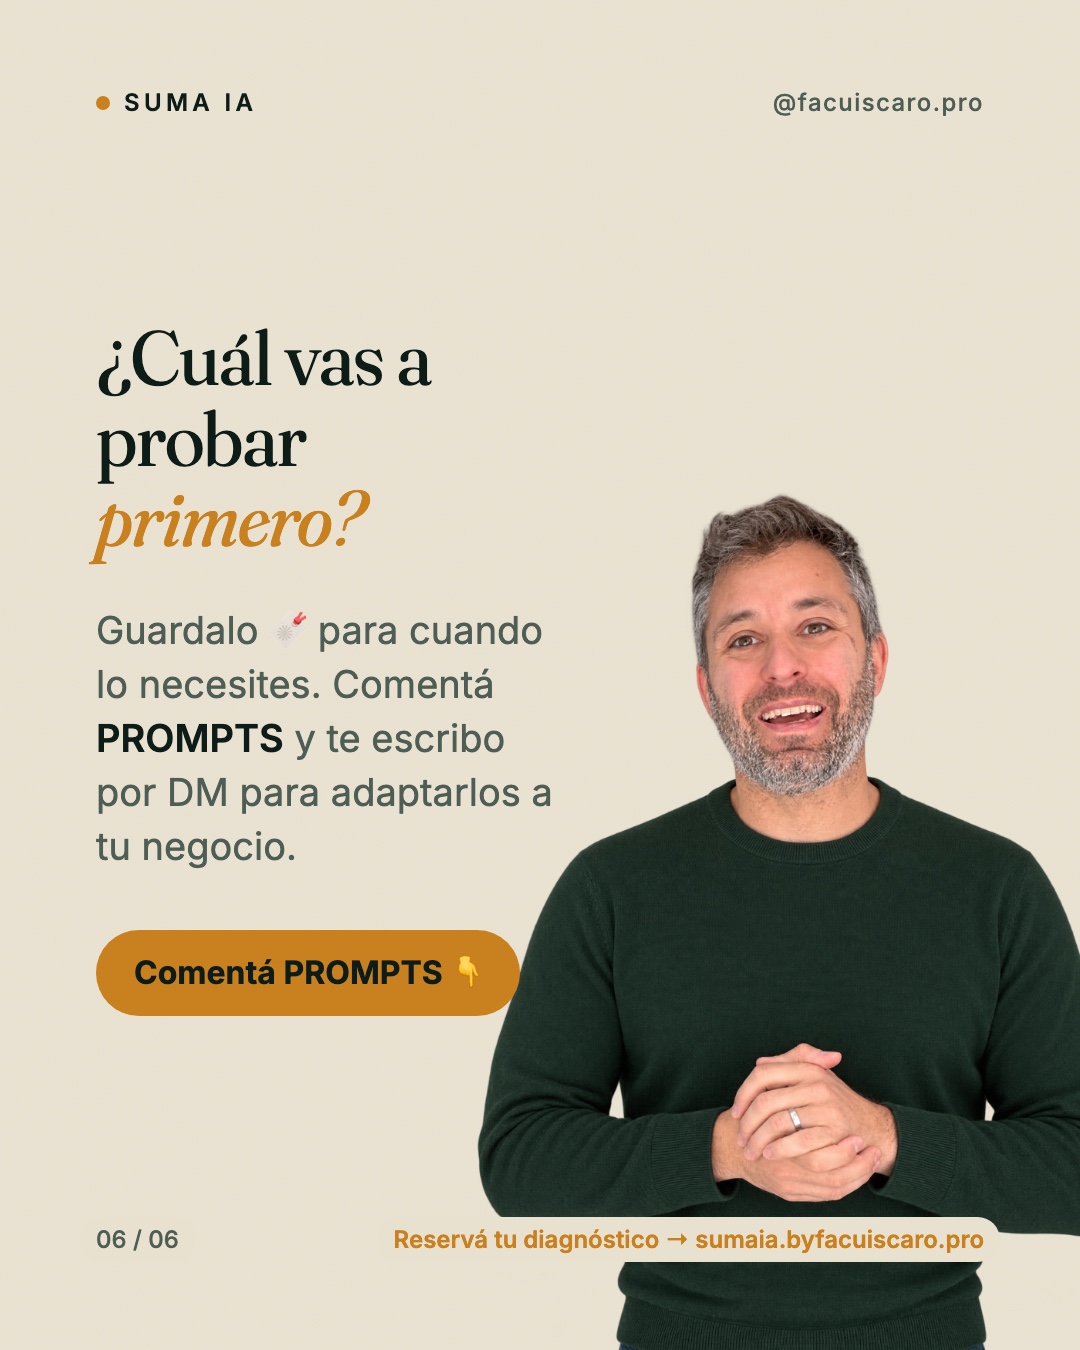 SUMA IA
@facuiscaro.pro
¿Cuál vas a
probar
primero?
Guardalo para cuando
lo necesites. Comentá
PROMPTS y te escribo
por DM para adaptarlos a
tu negocio.
Comentá PROMPTS 👇
06 / 06
Reservá tu diagnóstico → sumaia.byfacuiscaro.pro